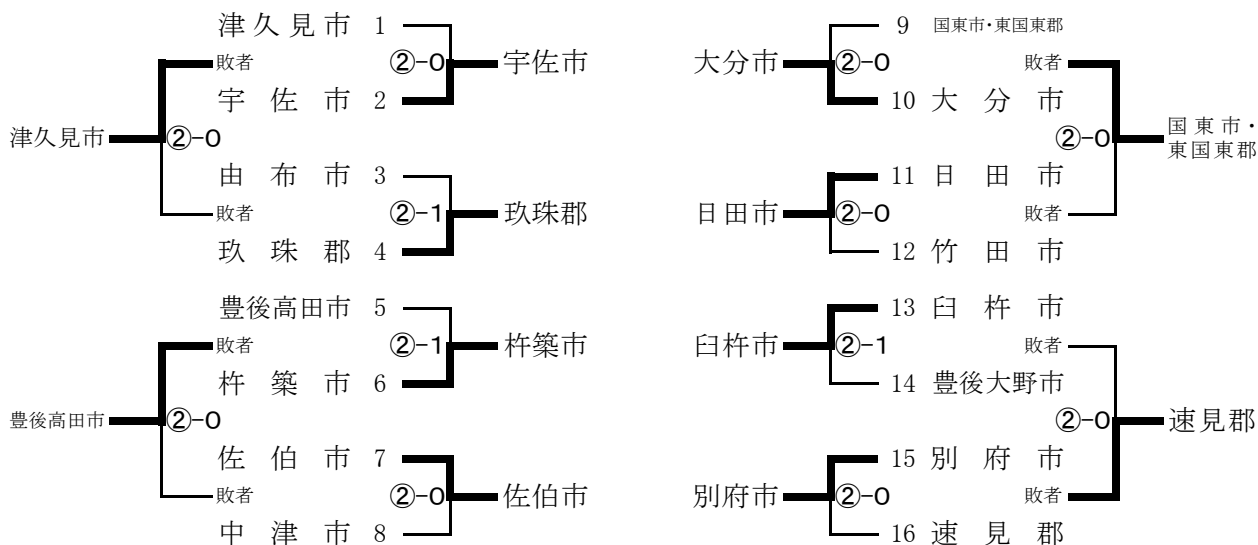 津久見市 1
敗者
②-0 宇佐市
宇佐市 2
津久見市 ②-0
由布市 3
敗者
②-1 玖珠郡
玖珠郡 4
豊後高田市 5
敗者
②-1 杵築市
杵築市 6
豊後高田市 ②-0
佐伯市 7
敗者
②-0 佐伯市
中津市 8
9 国東市・東国東郡
大分市 ②-0
敗者
10 大分市
②-0 国東市・
東国東郡
11 日田市
日田市 ②-0
敗者
12 竹田市
13 臼杵市
臼杵市 ②-1
敗者
14 豊後大野市
②-0 速見郡
15 別府市
別府市 ②-0
敗者
16 速見郡